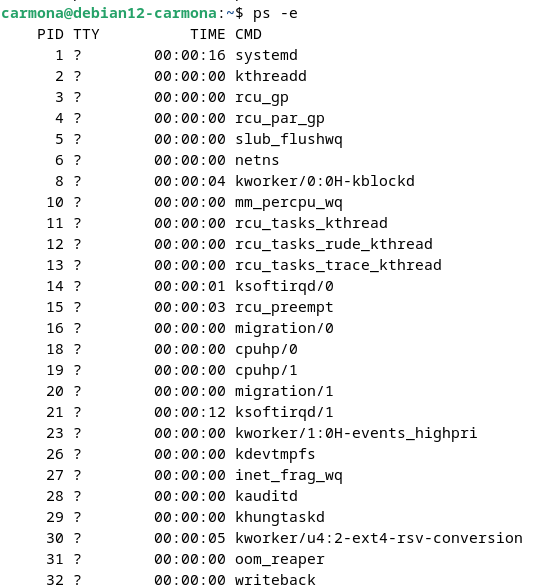 carmona@debian12-carmona:~$ ps -e
    PID TTY          TIME CMD
      1 ?        00:00:16 systemd
      2 ?        00:00:00 kthreadd
      3 ?        00:00:00 rcu_gp
      4 ?        00:00:00 rcu_par_gp
      5 ?        00:00:00 slub_flushwq
      6 ?        00:00:00 netns
      8 ?        00:00:04 kworker/0:0H-kblockd
     10 ?        00:00:00 mm_percpu_wq
     11 ?        00:00:00 rcu_tasks_kthread
     12 ?        00:00:00 rcu_tasks_rude_kthread
     13 ?        00:00:00 rcu_tasks_trace_kthread
     14 ?        00:00:01 ksoftirqd/0
     15 ?        00:00:03 rcu_preempt
     16 ?        00:00:00 migration/0
     18 ?        00:00:00 cpuhp/0
     19 ?        00:00:00 cpuhp/1
     20 ?        00:00:00 migration/1
     21 ?        00:00:12 ksoftirqd/1
     23 ?        00:00:00 kworker/1:0H-events_highpri
     26 ?        00:00:00 kdevtmpfs
     27 ?        00:00:00 inet_frag_wq
     28 ?        00:00:00 kauditd
     29 ?        00:00:00 khungtaskd
     30 ?        00:00:05 kworker/u4:2-ext4-rsv-conversion
     31 ?        00:00:00 oom_reaper
     32 ?        00:00:00 writeback